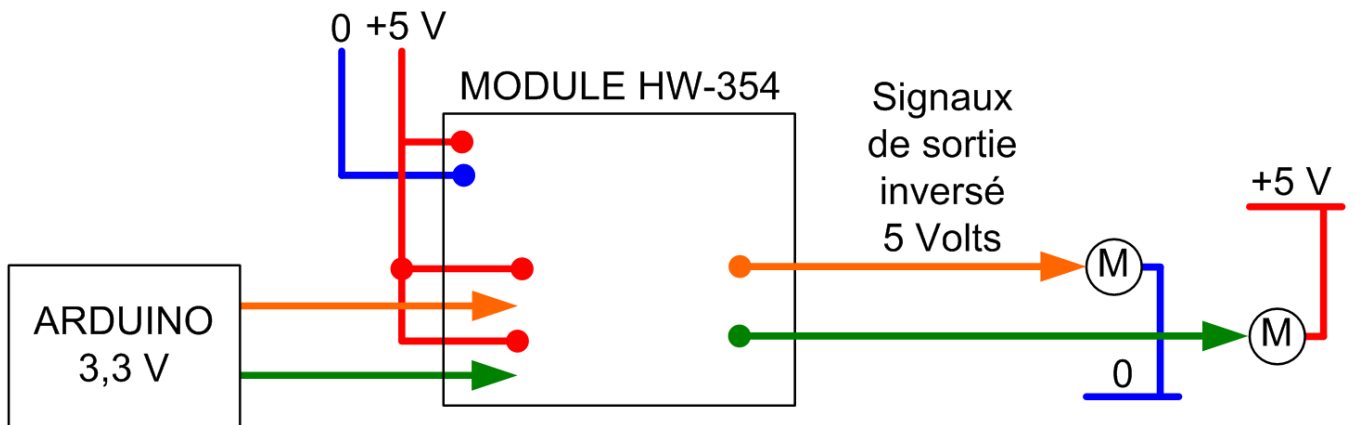 0 +5 V
MODULE HW-354
Signaux
de sortie
inversé
5 Volts
+5 V
M
ARDUINO
3,3 V
M
0